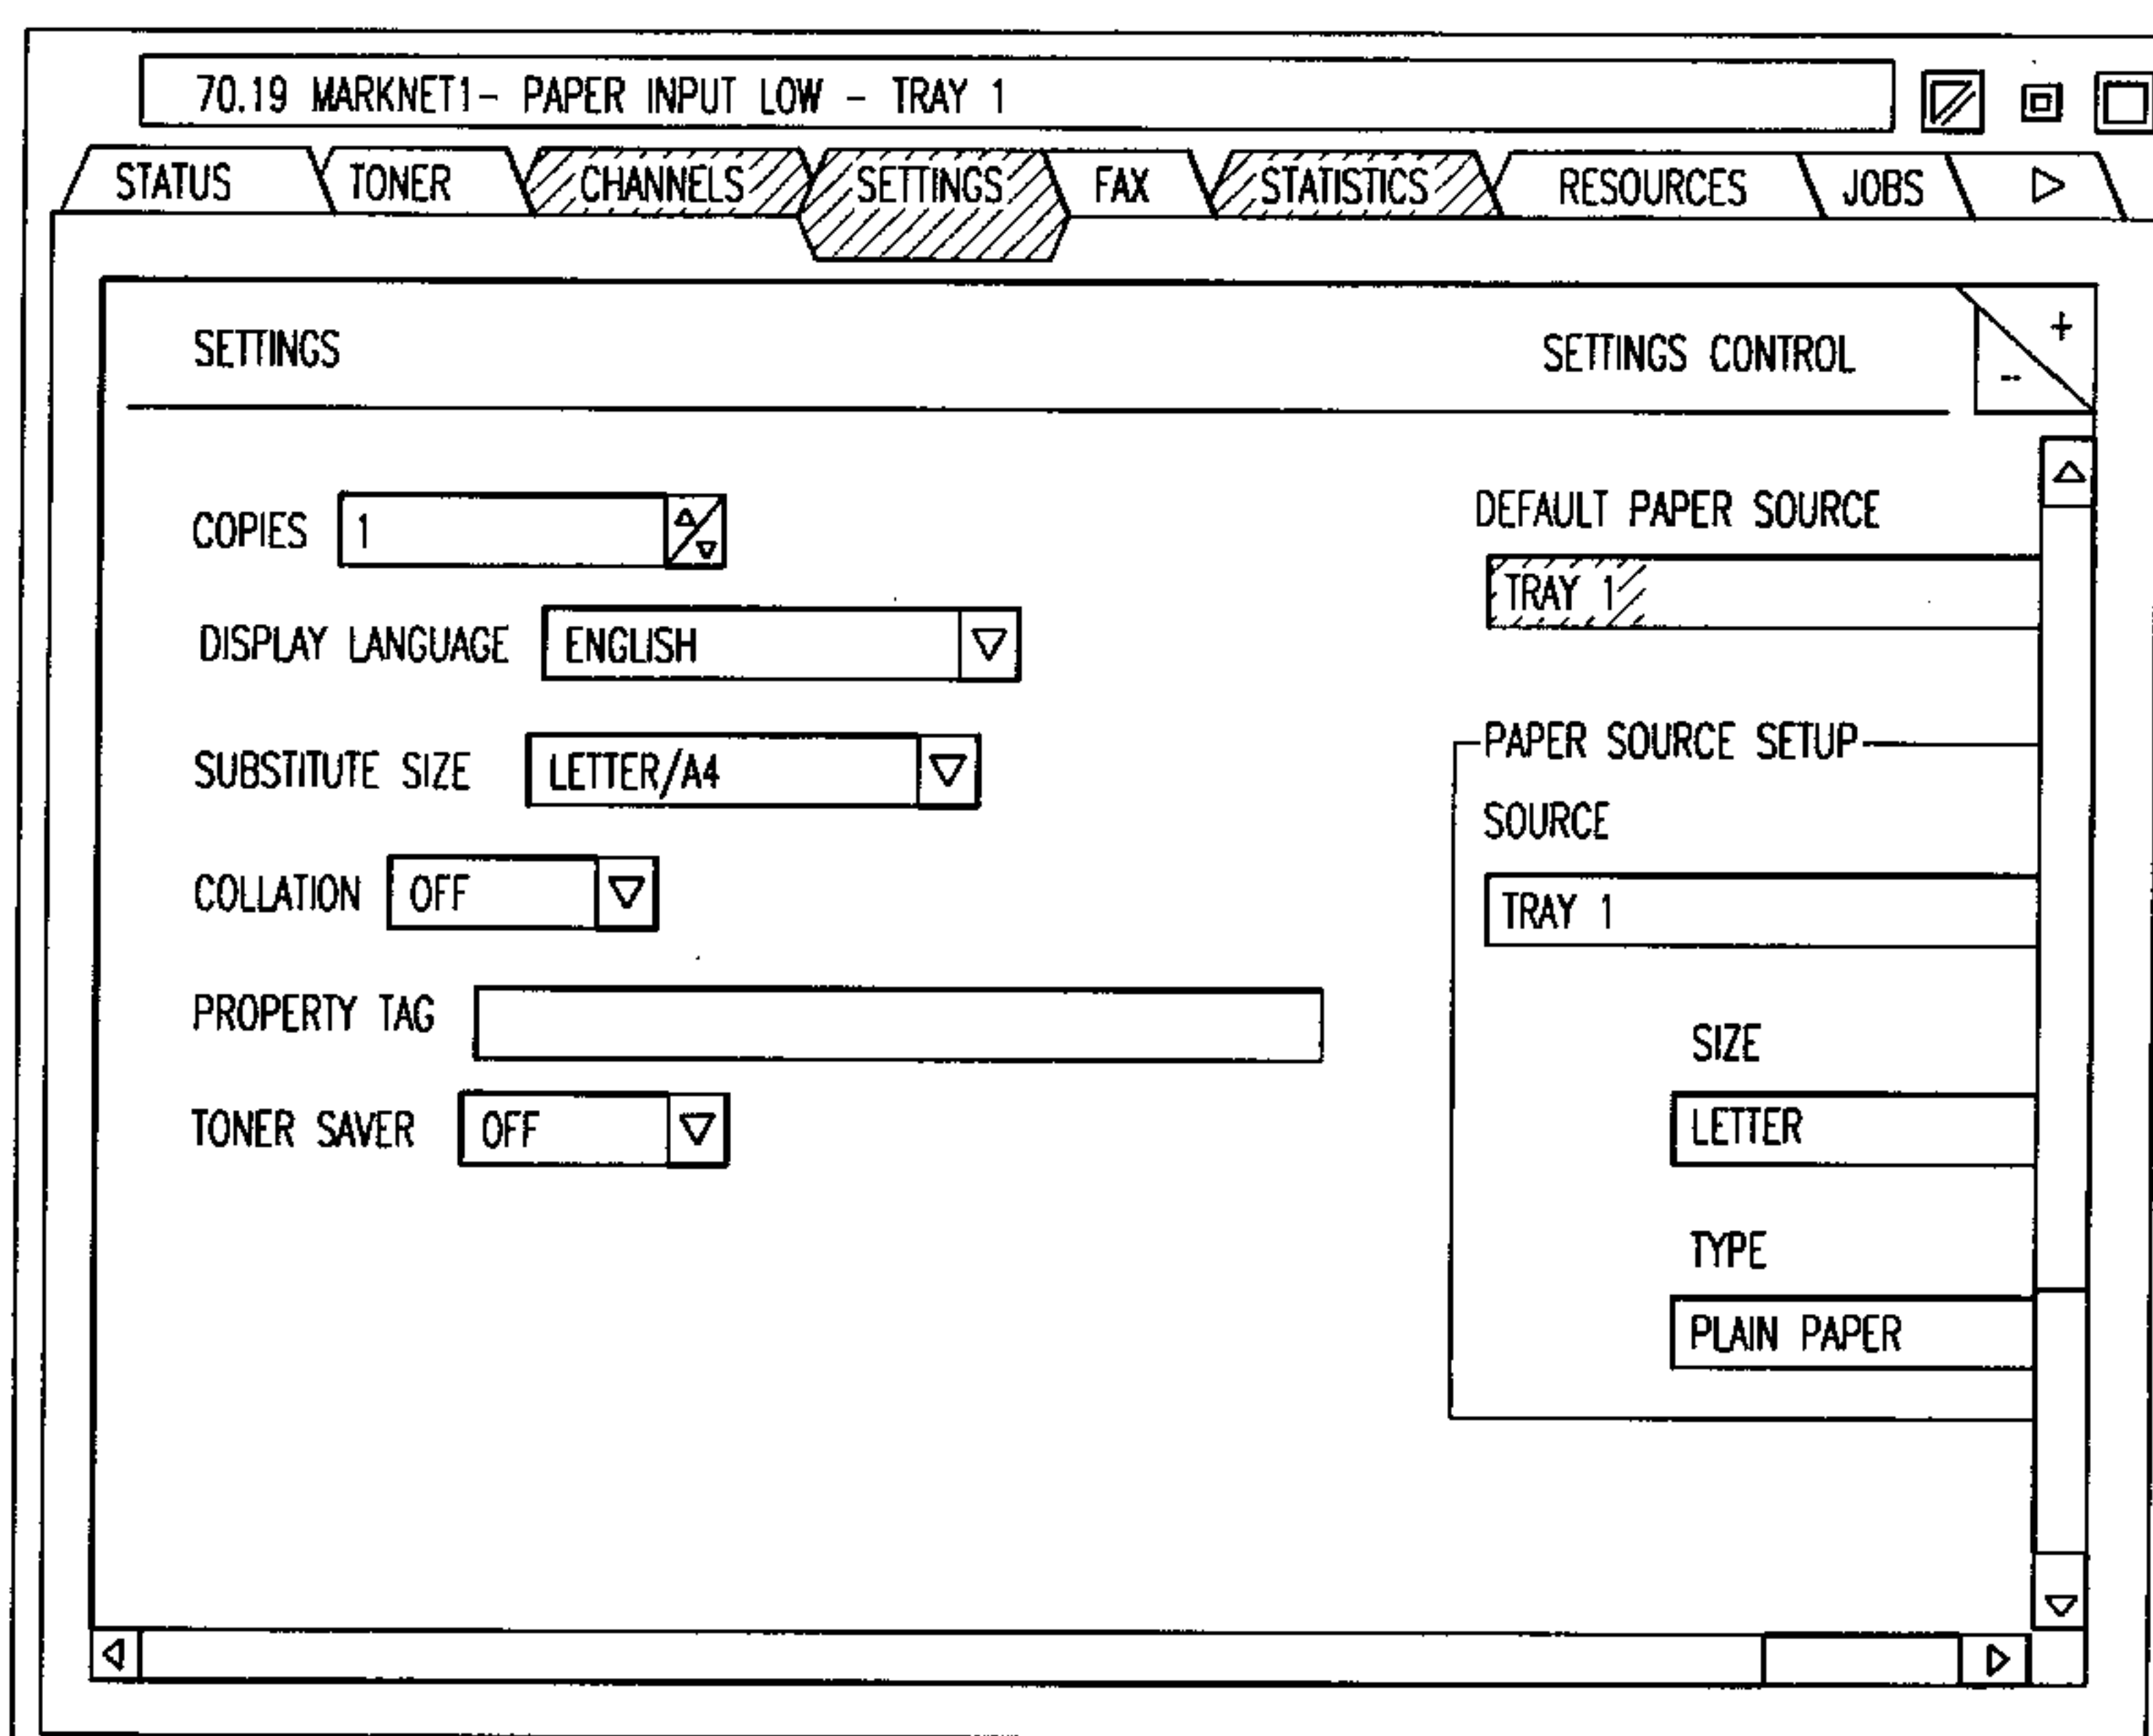 70.19 MARKNET1- PAPER INPUT LOW - TRAY 1
STATUS TONER CHANNELS SETTINGS FAX STATISTICS RESOURCES JOBS
SETTINGS SETTINGS CONTROL + -
COPIES 1
DISPLAY LANGUAGE ENGLISH
SUBSTITUTE SIZE LETTER/A4
COLLATION OFF
PROPERTY TAG
TONER SAVER OFF
DEFAULT PAPER SOURCE
TRAY 1
PAPER SOURCE SETUP
SOURCE
TRAY 1
SIZE
LETTER
TYPE
PLAIN PAPER